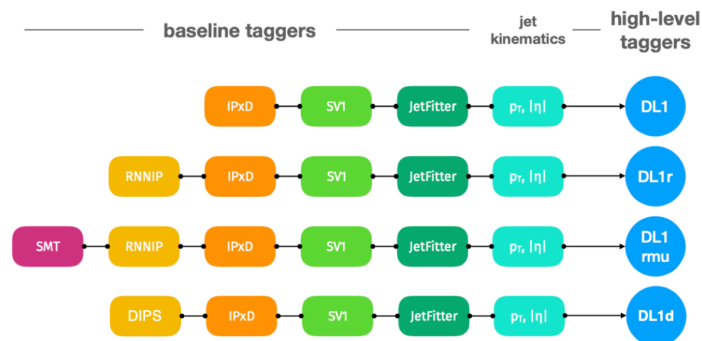 baseline taggers
jet
kinematics
high-level
taggers
IPxD
SV1
JetFitter
pT, |η|
DL1
RNNIP
IPxD
SV1
JetFitter
pT, |η|
DL1r
SMT
RNNIP
IPxD
SV1
JetFitter
pT, |η|
DL1
rmu
DIPS
IPxD
SV1
JetFitter
pT, |η|
DL1d